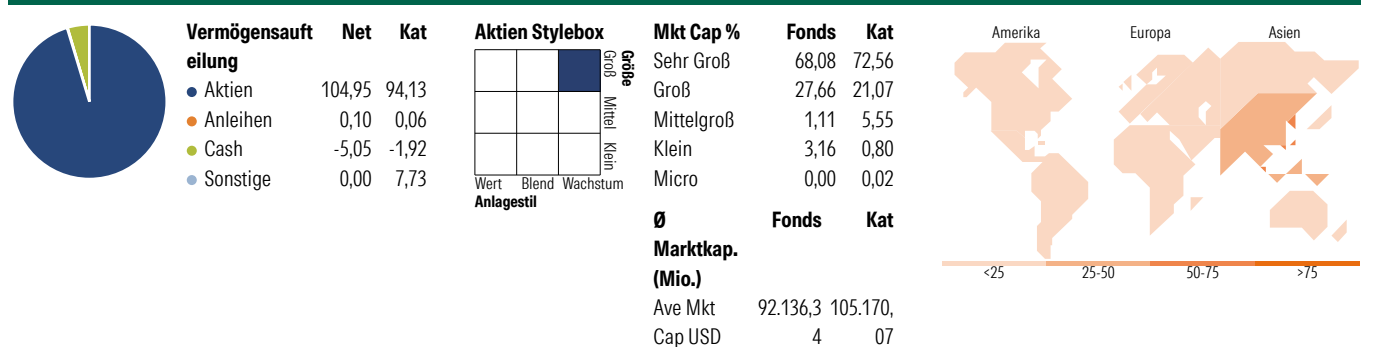 Vermögensauft Net Kat
eilung
Aktien 104,95 94,13
Anleihen 0,10 0,06
Cash -5,05 -1,92
Sonstige 0,00 7,73
Aktien Stylebox
Größe
Groß
Mittel
Klein
Wert Blend Wachstum
Anlagestil
Mkt Cap % Fonds Kat
Sehr Groß 68,08 72,56
Groß 27,66 21,07
Mittelgroß 1,11 5,55
Klein 3,16 0,80
Micro 0,00 0,02
Ø Fonds Kat
Marktkap.
(Mio.)
Ave Mkt 92.136,3 105.170,
Cap USD 4 07
Amerika Europa Asien
<25 25-50 50-75 >75